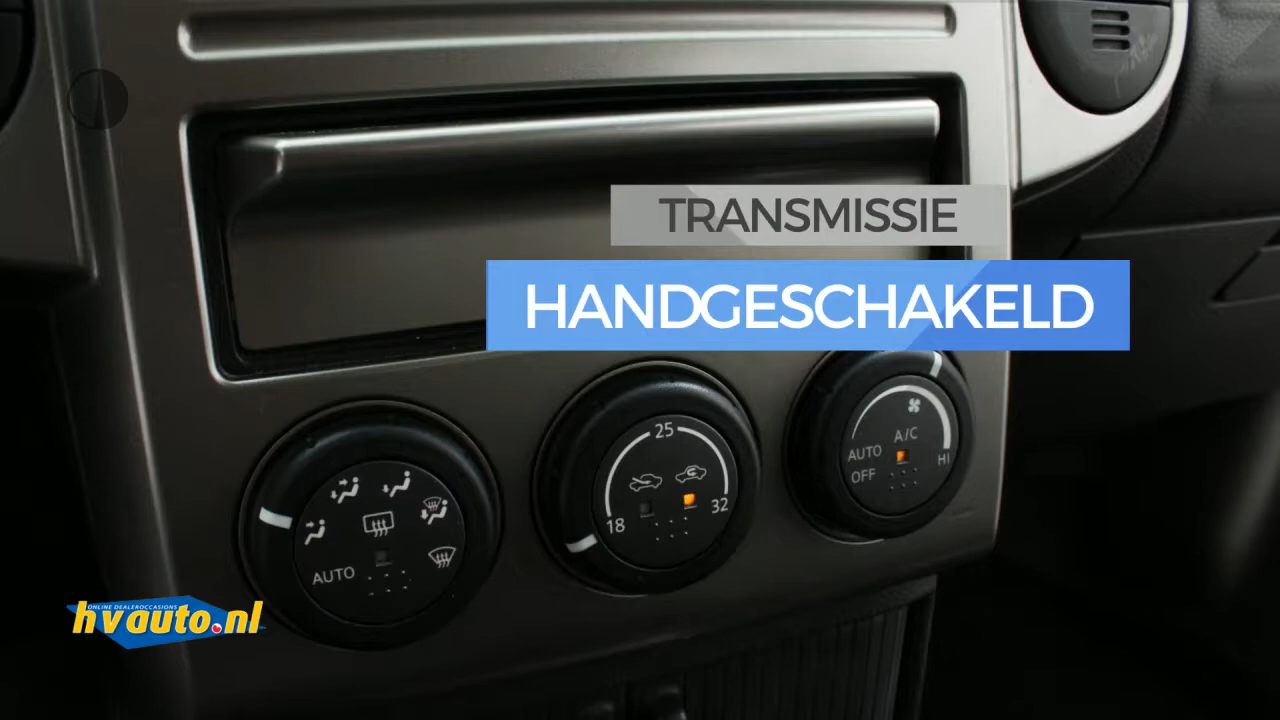 TRANSMISSIE
HANDGESCHAKELD
25
18
32
A/C
AUTO
OFF
HI
AUTO
ONLINE DEALEROCCASIONS
hvauto.nl